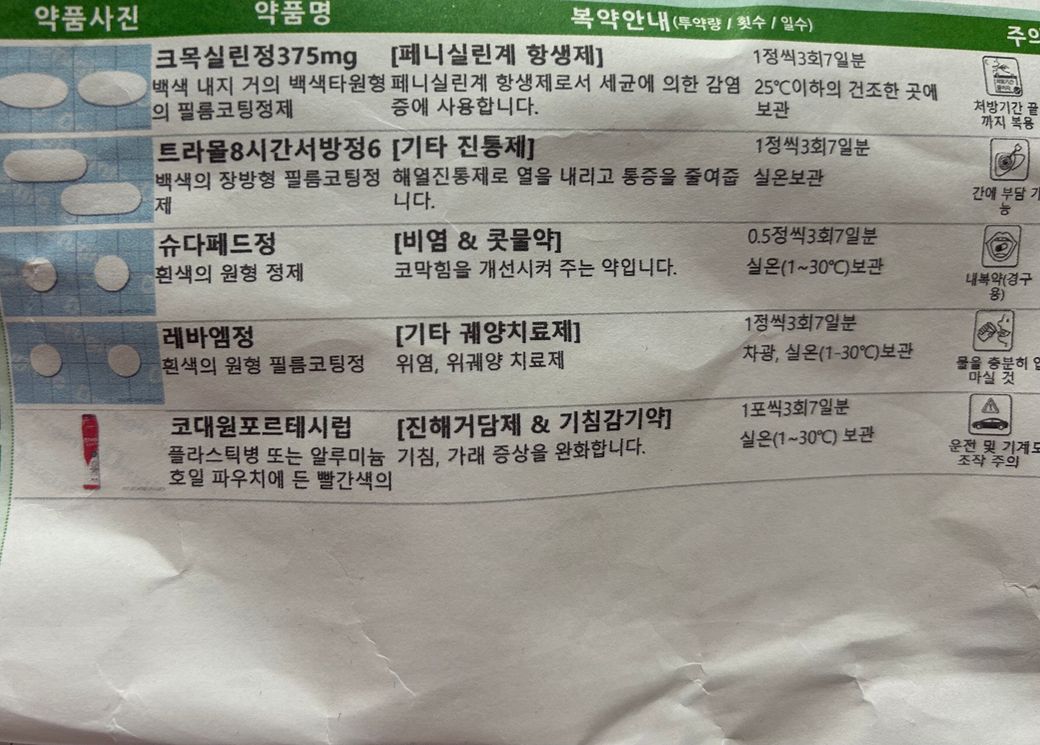 약품사진 약품명 복약안내(투약량 / 횟수 / 일수) 주의
크목실린정375mg [페니실린계 항생제] 1정씩3회7일분
백색 내지 거의 백색타원형 페니실린계 항생제로서 세균에 의한 감염 25℃이하의 건조한 곳에
의 필름코팅정제 증에 사용합니다. 보관
처방기간 끝
까지 복용
트라몰8시간서방정6 [기타 진통제] 1정씩3회7일분
백색의 장방형 필름코팅정 해열진통제로 열을 내리고 통증을 줄여줍 실온보관
제 니다.
간에 부담 가
능
슈다페드정 [비염 & 콧물약] 0.5정씩3회7일분
흰색의 원형 정제 코막힘을 개선시켜 주는 약입니다. 실온(1~30℃)보관
내복약(경구
용)
레바엠정 [기타 궤양치료제] 1정씩3회7일분
흰색의 원형 필름코팅정 위염, 위궤양 치료제 차광, 실온(1-30℃)보관
물을 충분히
마실 것
코대원포르테시럽 [진해거담제 & 기침감기약] 1포씩3회7일분
플라스틱병 또는 알루미늄 기침, 가래 증상을 완화합니다. 실온(1~30℃) 보관
호일 파우치에 든 빨간색의
운전 및 기계
조작 주의